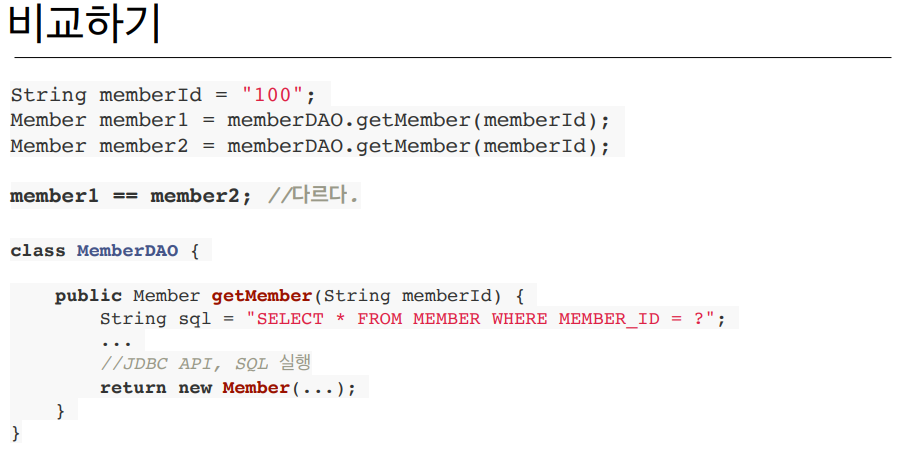 비교하기
String memberId = "100";
Member member1 = memberDAO.getMember(memberId);
Member member2 = memberDAO.getMember(memberId);
member1 == member2; //다르다.
class MemberDAO {
public Member getMember(String memberId) {
String sql = "SELECT * FROM MEMBER WHERE MEMBER_ID = ?";
...
//JDBC API, SQL 실행
return new Member(...);
}
}